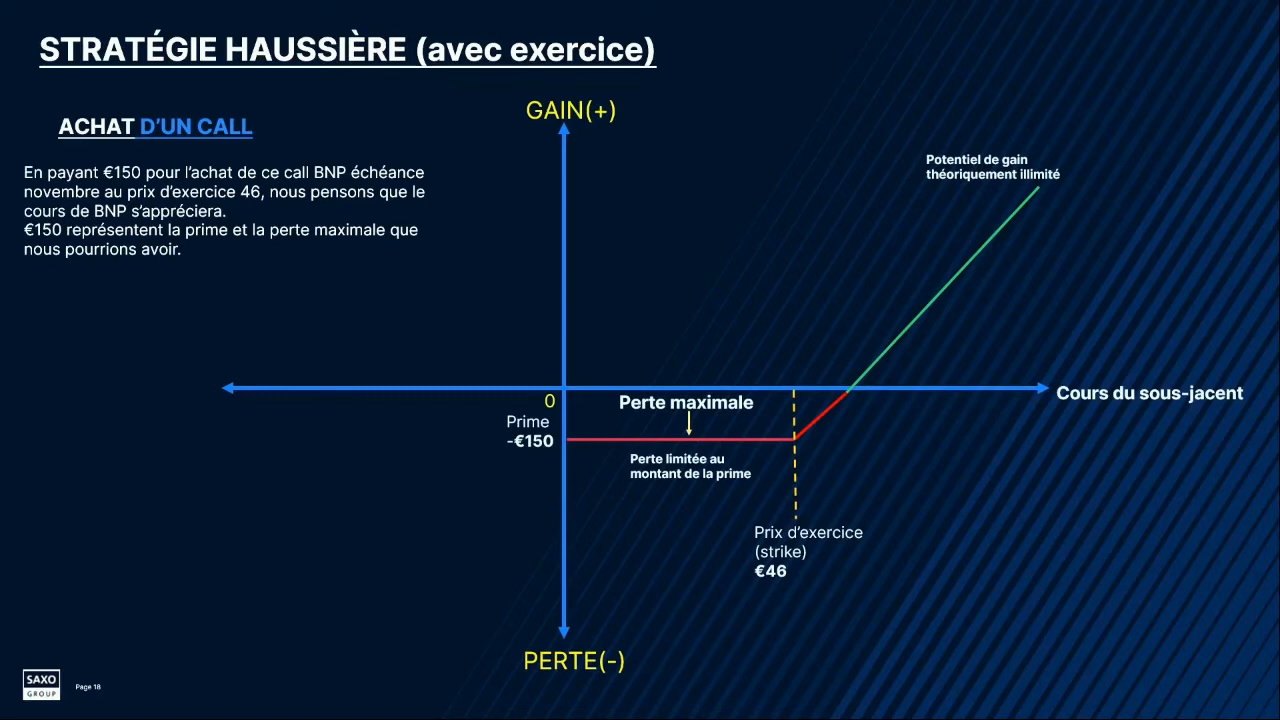 STRATÉGIE HAUSSIÈRE (avec exercice)
ACHAT D’UN CALL
En payant €150 pour l’achat de ce call BNP échéance
novembre au prix d’exercice 46, nous pensons que le
cours de BNP s’appréciera.
€150 représentent la prime et la perte maximale que
nous pourrions avoir.
GAIN(+)
Potentiel de gain
théoriquement illimité
Cours du sous-jacent
0
Perte maximale
Prime
-€150
Perte limitée au
montant de la prime
Prix d’exercice
(strike)
€46
PERTE(-)
SAXO
GROUP
Page 18